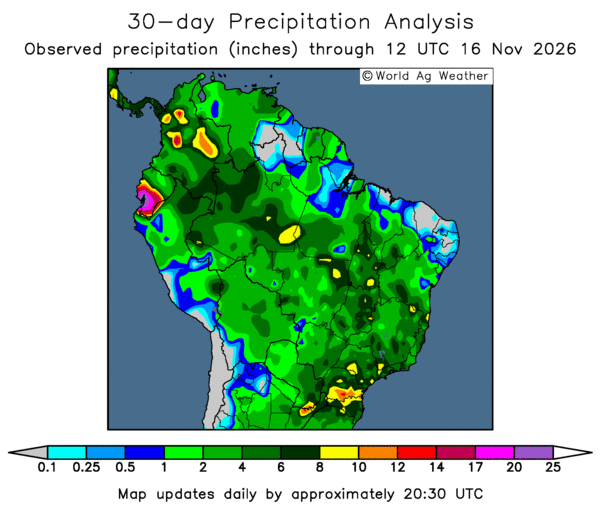 30-day Precipitation Analysis
Observed precipitation (inches) through 12 UTC 16 Nov 2026
©World Ag Weather
0.1 0.25 0.5 1 2 4 6 8 10 12 14 17 20 25
Map updates daily by approximately 20:30 UTC